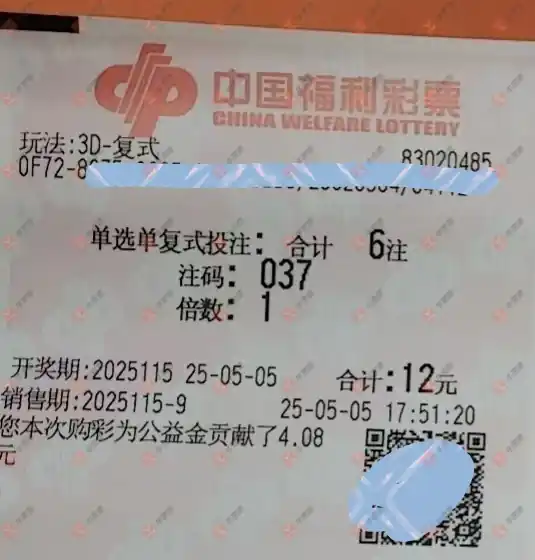 中国福利彩票
CHINA WELFARE LOTTERY
玩法:3D-复式
83020485
0F72-8
单选单复式投注: 合计 6注
注码: 037
倍数: 1
开奖期:2025115 25-05-05 合计:12元
销售期:2025115-9 25-05-05 17:51:20
您本次购彩为公益金贡献了4.08
元